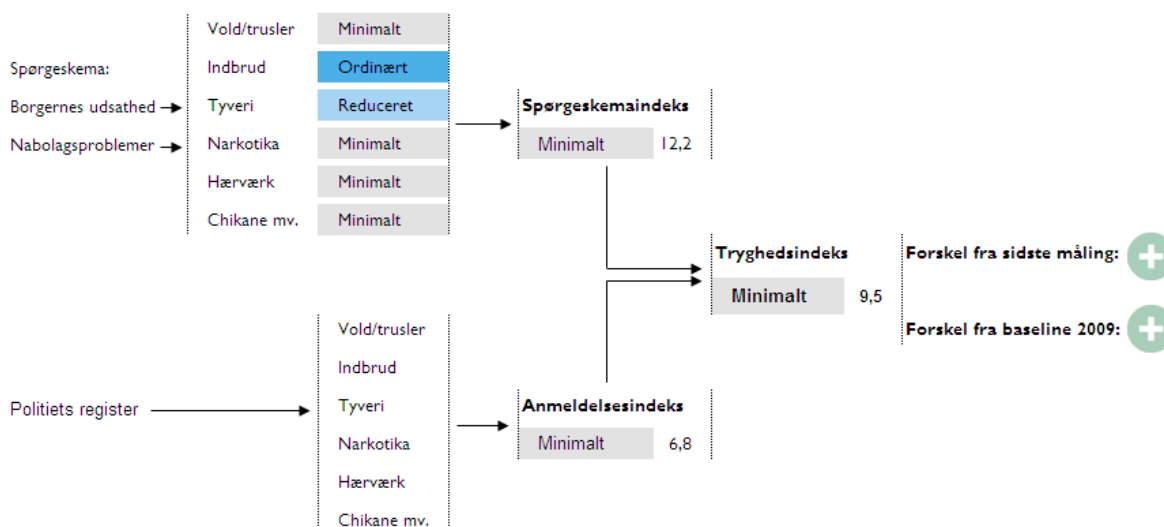 Vold/trusler Minimalt
Spørgeskema:
Indbrud Ordinært
Borgernes udsathed
Tyveri Reduceret
Nabolagsproblemer
Narkotika Minimalt
Hærværk Minimalt
Chikane mv. Minimalt
Spørgeskemaindeks
Minimalt 12,2
Tryghedsindeks
Minimalt 9,5
Forskel fra sidste måling:
Forskel fra baseline 2009:
Politiets register
Vold/trusler
Indbrud
Tyveri
Narkotika
Hærværk
Chikane mv.
Anmeldelsesindeks
Minimalt 6,8